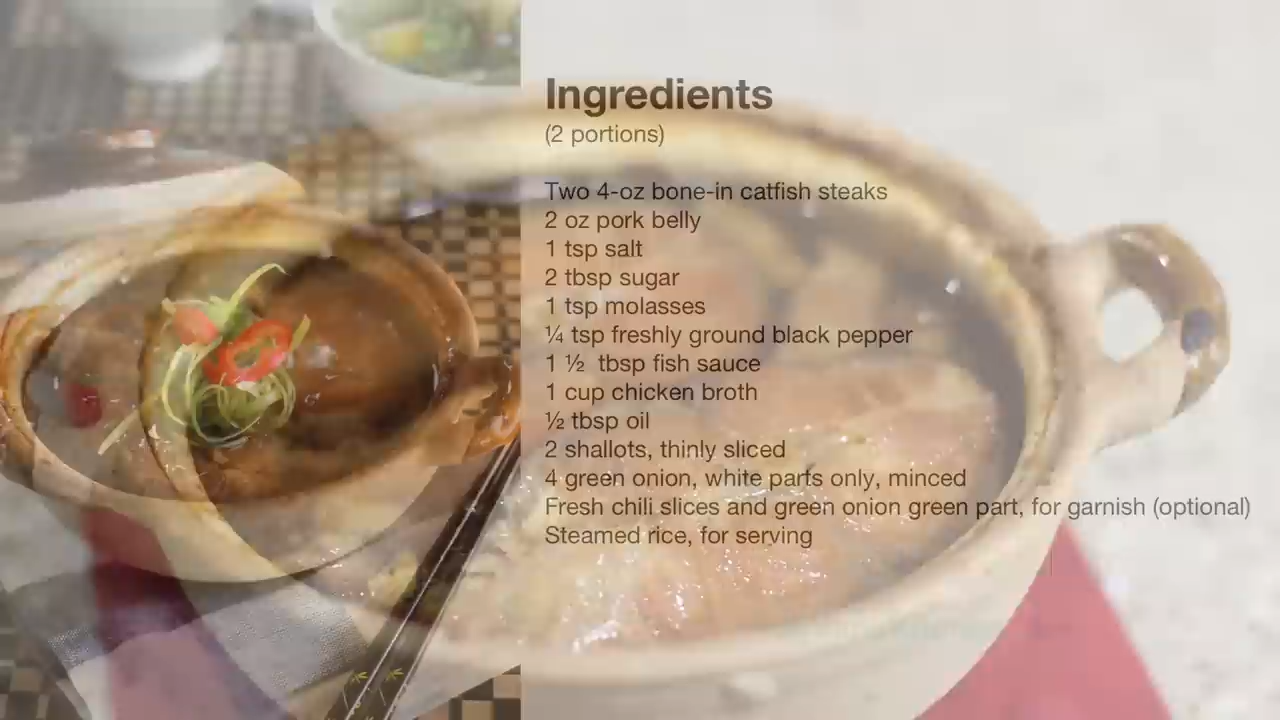 Ingredients
(2 portions)
Two 4-oz bone-in catfish steaks
2 oz pork belly
1 tsp salt
2 tbsp sugar
1 tsp molasses
¼ tsp freshly ground black pepper
1 ½  tbsp fish sauce
1 cup chicken broth
½ tbsp oil
2 shallots, thinly sliced
4 green onion, white parts only, minced
Fresh chili slices and green onion green part, for garnish (optional)
Steamed rice, for serving